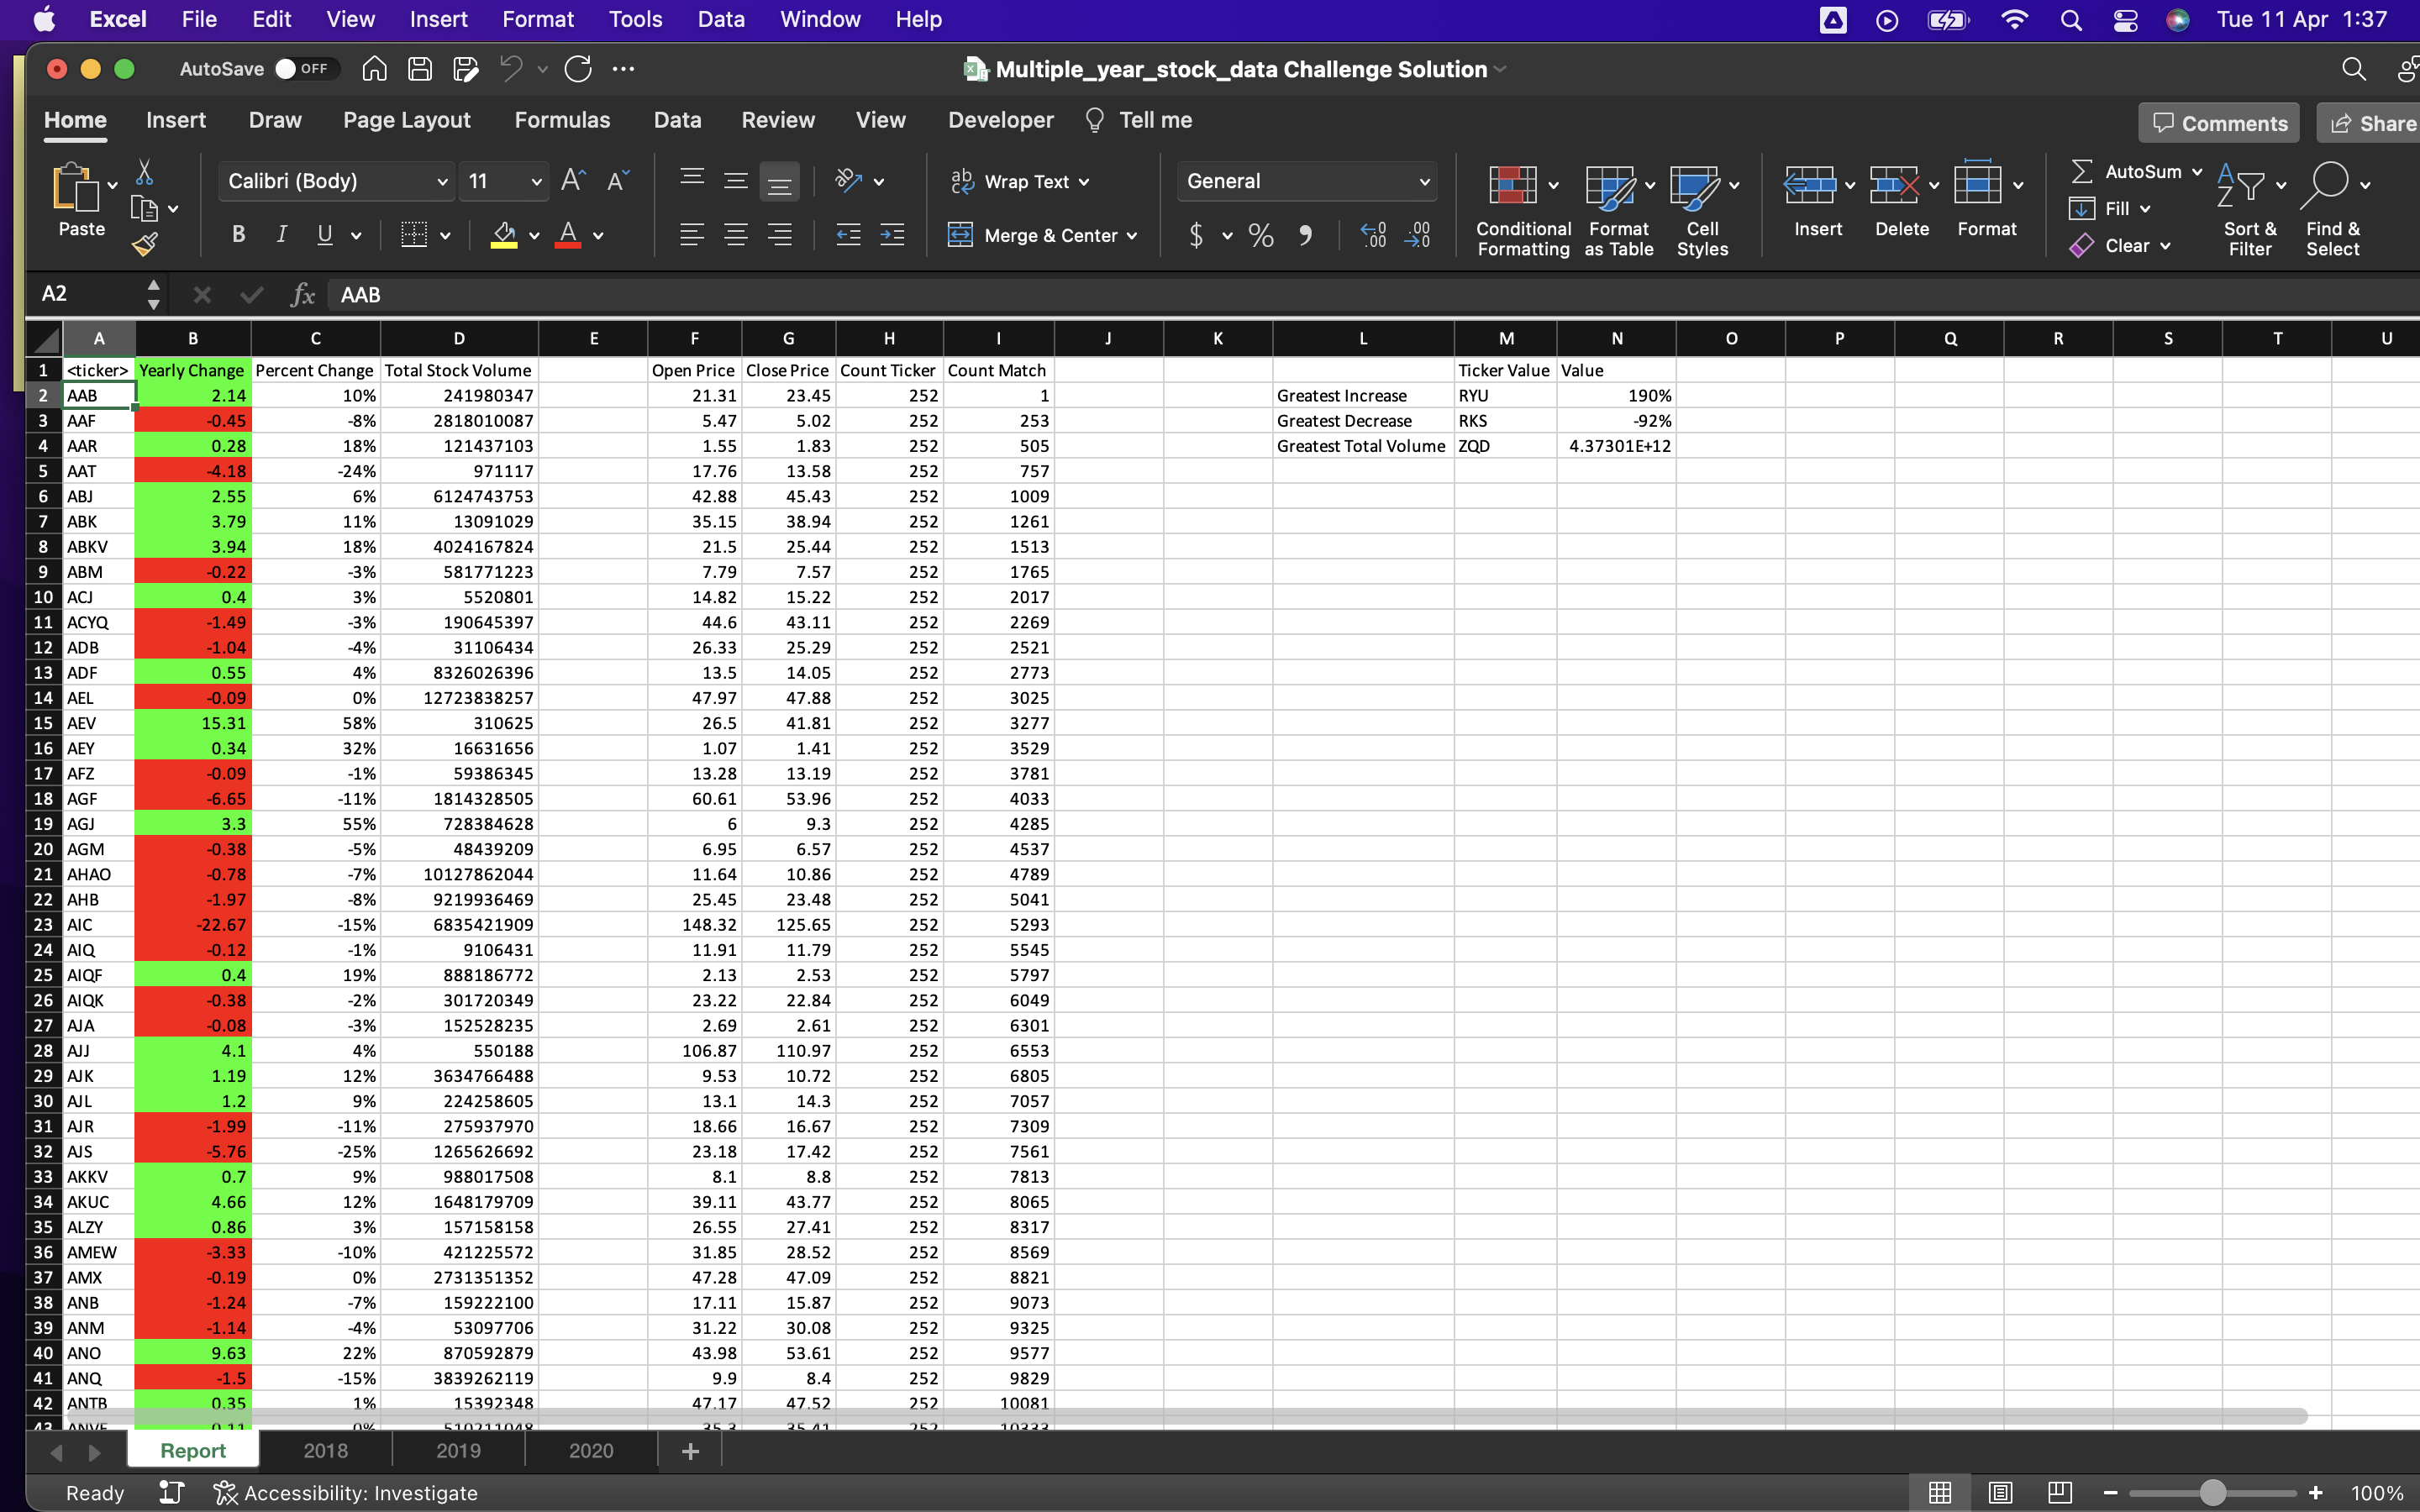 Excel File Edit View Insert Format Tools Data Window Help Tue 11 Apr 1:37
AutoSave OFF Multiple_year_stock_data Challenge Solution
Home Insert Draw Page Layout Formulas Data Review View Developer Tell me Comments Share
Paste Calibri (Body) 11 Wrap Text General Conditional Formatting Format as Table Cell Styles Insert Delete Format AutoSum Fill Clear Sort & Filter Find & Select
B I U Merge & Center $ %
A2 fx AAB
A B C D E F G H I J K L M N O P Q R S T U
1 <ticker> Yearly Change Percent Change Total Stock Volume Open Price Close Price Count Ticker Count Match Ticker Value Value
2 AAB 2.14 10% 241980347 21.31 23.45 252 1 Greatest Increase RYU 190%
3 AAF -0.45 -8% 2818010087 5.47 5.02 252 253 Greatest Decrease RKS -92%
4 AAR 0.28 18% 121437103 1.55 1.83 252 505 Greatest Total Volume ZQD 4.37301E+12
5 AAT -4.18 -24% 971117 17.76 13.58 252 757
6 ABJ 2.55 6% 6124743753 42.88 45.43 252 1009
7 ABK 3.79 11% 13091029 35.15 38.94 252 1261
8 ABKV 3.94 18% 4024167824 21.5 25.44 252 1513
9 ABM -0.22 -3% 581771223 7.79 7.57 252 1765
10 ACJ 0.4 3% 5520801 14.82 15.22 252 2017
11 ACYQ -1.49 -3% 190645397 44.6 43.11 252 2269
12 ADB -1.04 -4% 31106434 26.33 25.29 252 2521
13 ADF 0.55 4% 8326026396 13.5 14.05 252 2773
14 AEL -0.09 0% 12723838257 47.97 47.88 252 3025
15 AEV 15.31 58% 310625 26.5 41.81 252 3277
16 AEY 0.34 32% 16631656 1.07 1.41 252 3529
17 AFZ -0.09 -1% 59386345 13.28 13.19 252 3781
18 AGF -6.65 -11% 1814328505 60.61 53.96 252 4033
19 AGJ 3.3 55% 728384628 6 9.3 252 4285
20 AGM -0.38 -5% 48439209 6.95 6.57 252 4537
21 AHAO -0.78 -7% 10127862044 11.64 10.86 252 4789
22 AHB -1.97 -8% 9219936469 25.45 23.48 252 5041
23 AIC -22.67 -15% 6835421909 148.32 125.65 252 5293
24 AIQ -0.12 -1% 9106431 11.91 11.79 252 5545
25 AIQF 0.4 19% 888186772 2.13 2.53 252 5797
26 AIQK -0.38 -2% 301720349 23.22 22.84 252 6049
27 AJA -0.08 -3% 152528235 2.69 2.61 252 6301
28 AJJ 4.1 4% 550188 106.87 110.97 252 6553
29 AJK 1.19 12% 3634766488 9.53 10.72 252 6805
30 AJL 1.2 9% 224258605 13.1 14.3 252 7057
31 AJR -1.99 -11% 275937970 18.66 16.67 252 7309
32 AJS -5.76 -25% 1265626692 23.18 17.42 252 7561
33 AKKV 0.7 9% 988017508 8.1 8.8 252 7813
34 AKUC 4.66 12% 1648179709 39.11 43.77 252 8065
35 ALZY 0.86 3% 157158158 26.55 27.41 252 8317
36 AMEW -3.33 -10% 421225572 31.85 28.52 252 8569
37 AMX -0.19 0% 2731351352 47.28 47.09 252 8821
38 ANB -1.24 -7% 159222100 17.11 15.87 252 9073
39 ANM -1.14 -4% 53097706 31.22 30.08 252 9325
40 ANO 9.63 22% 870592879 43.98 53.61 252 9577
41 ANQ -1.5 -15% 3839262119 9.9 8.4 252 9829
42 ANTB 0.35 1% 15392348 47.17 47.52 252 10081
Report 2018 2019 2020
Ready Accessibility: Investigate 100%